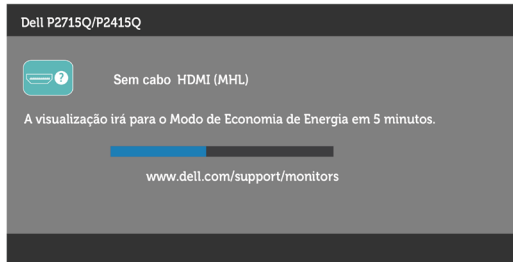 Dell P2715Q/P2415Q
?
Sem cabo HDMI (MHL)
A visualização irá para o Modo de Economia de Energia em 5 minutos.
www.dell.com/support/monitors